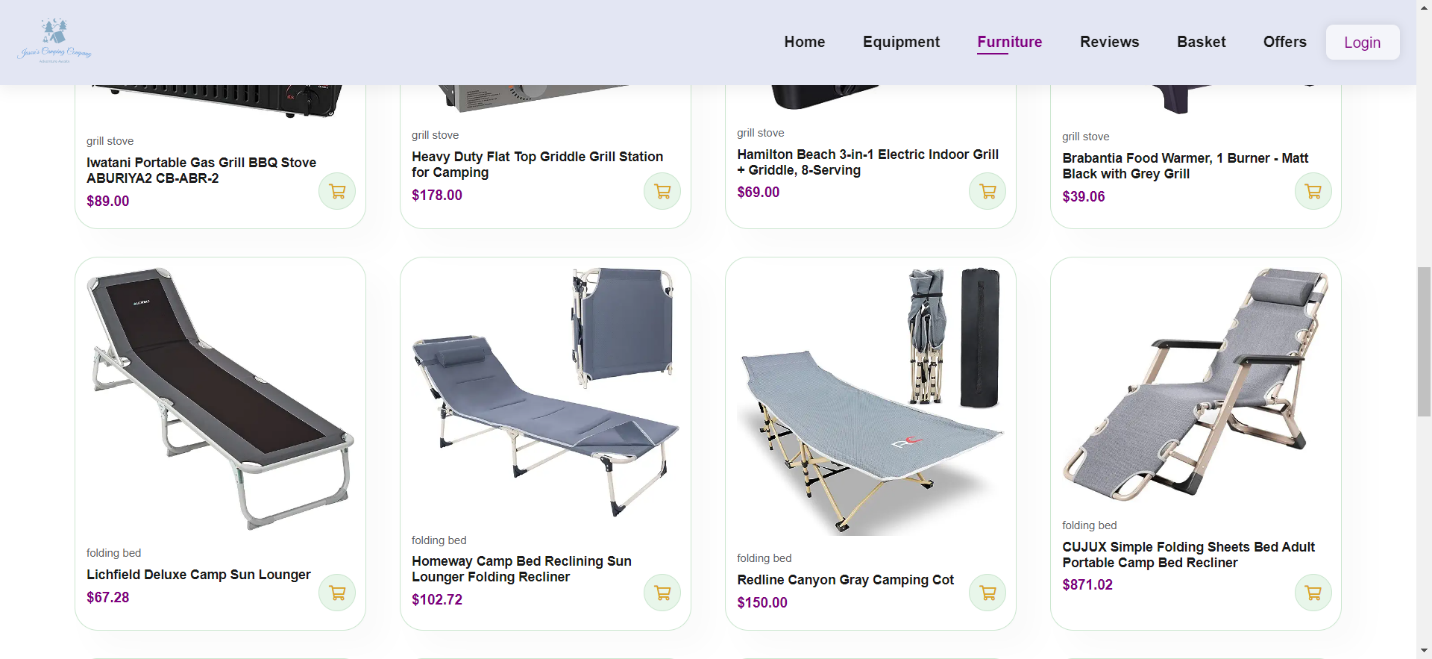 Jason's Camping Company
Home
Equipment
Furniture
Reviews
Basket
Offers
Login
grill stove
Iwatani Portable Gas Grill BBQ Stove
ABURIYA2 CB-ABR-2
$89.00
grill stove
Heavy Duty Flat Top Griddle Grill Station
for Camping
$178.00
grill stove
Hamilton Beach 3-in-1 Electric Indoor Grill
+ Griddle, 8-Serving
$69.00
grill stove
Brabantia Food Warmer, 1 Burner - Matt
Black with Grey Grill
$39.06
folding bed
Lichfield Deluxe Camp Sun Lounger
$67.28
folding bed
Homeway Camp Bed Reclining Sun
Lounger Folding Recliner
$102.72
folding bed
Redline Canyon Gray Camping Cot
$150.00
folding bed
CUJUX Simple Folding Sheets Bed Adult
Portable Camp Bed Recliner
$871.02